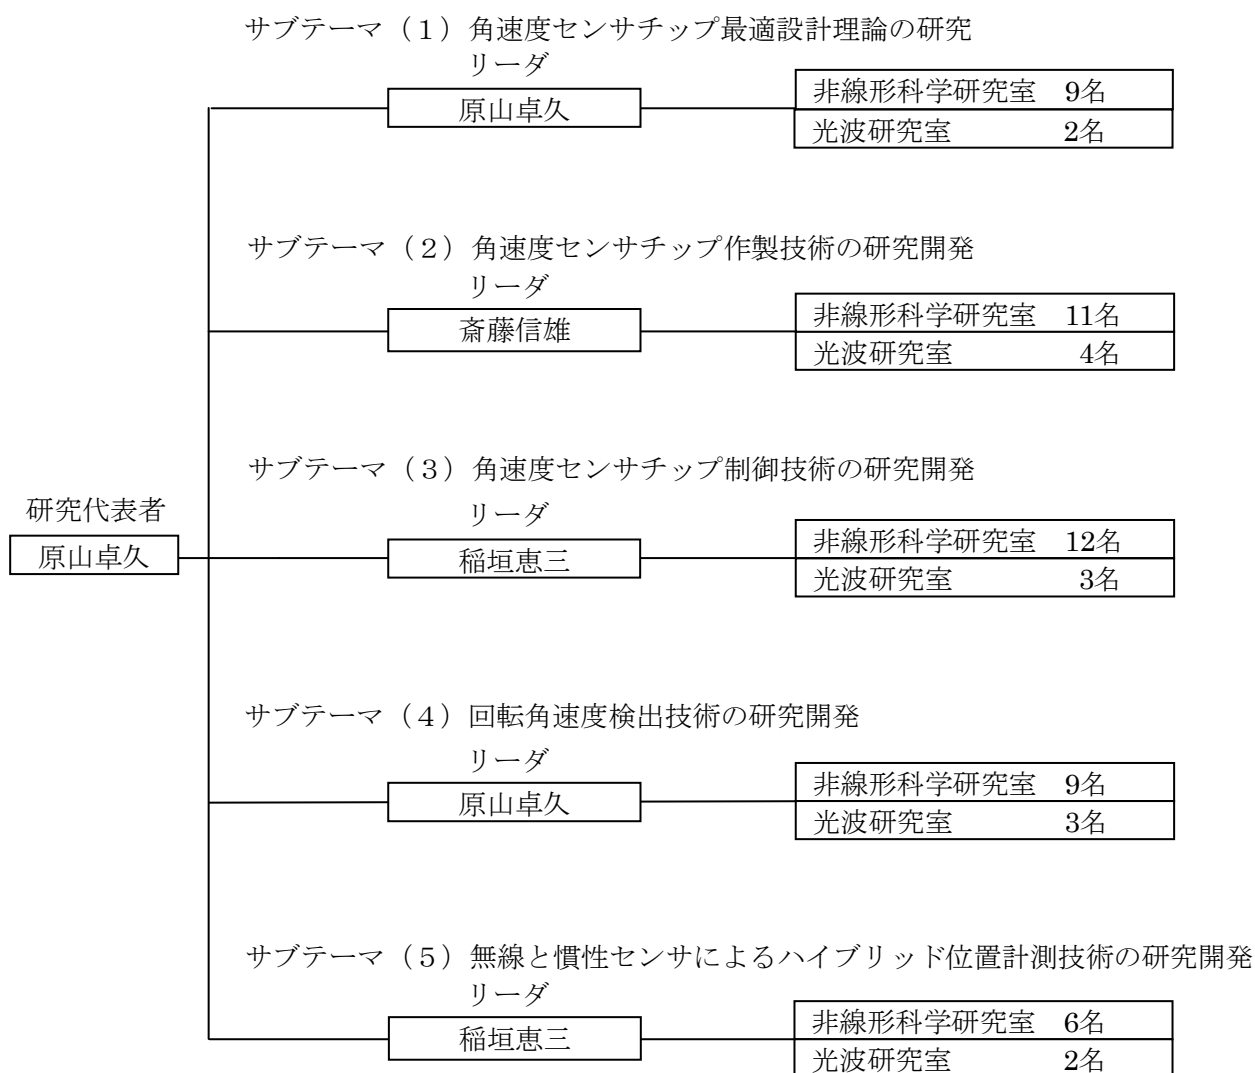 サブテーマ（１）角速度センサチップ最適設計理論の研究
リーダ
原山卓久
非線形科学研究室 9名
光波研究室 2名
サブテーマ（２）角速度センサチップ作製技術の研究開発
リーダ
斎藤信雄
非線形科学研究室 11名
光波研究室 4名
サブテーマ（３）角速度センサチップ制御技術の研究開発
研究代表者
原山卓久
リーダ
稲垣恵三
非線形科学研究室 12名
光波研究室 3名
サブテーマ（４）回転角速度検出技術の研究開発
リーダ
原山卓久
非線形科学研究室 9名
光波研究室 3名
サブテーマ（５）無線と慣性センサによるハイブリッド位置計測技術の研究開発
リーダ
稲垣恵三
非線形科学研究室 6名
光波研究室 2名